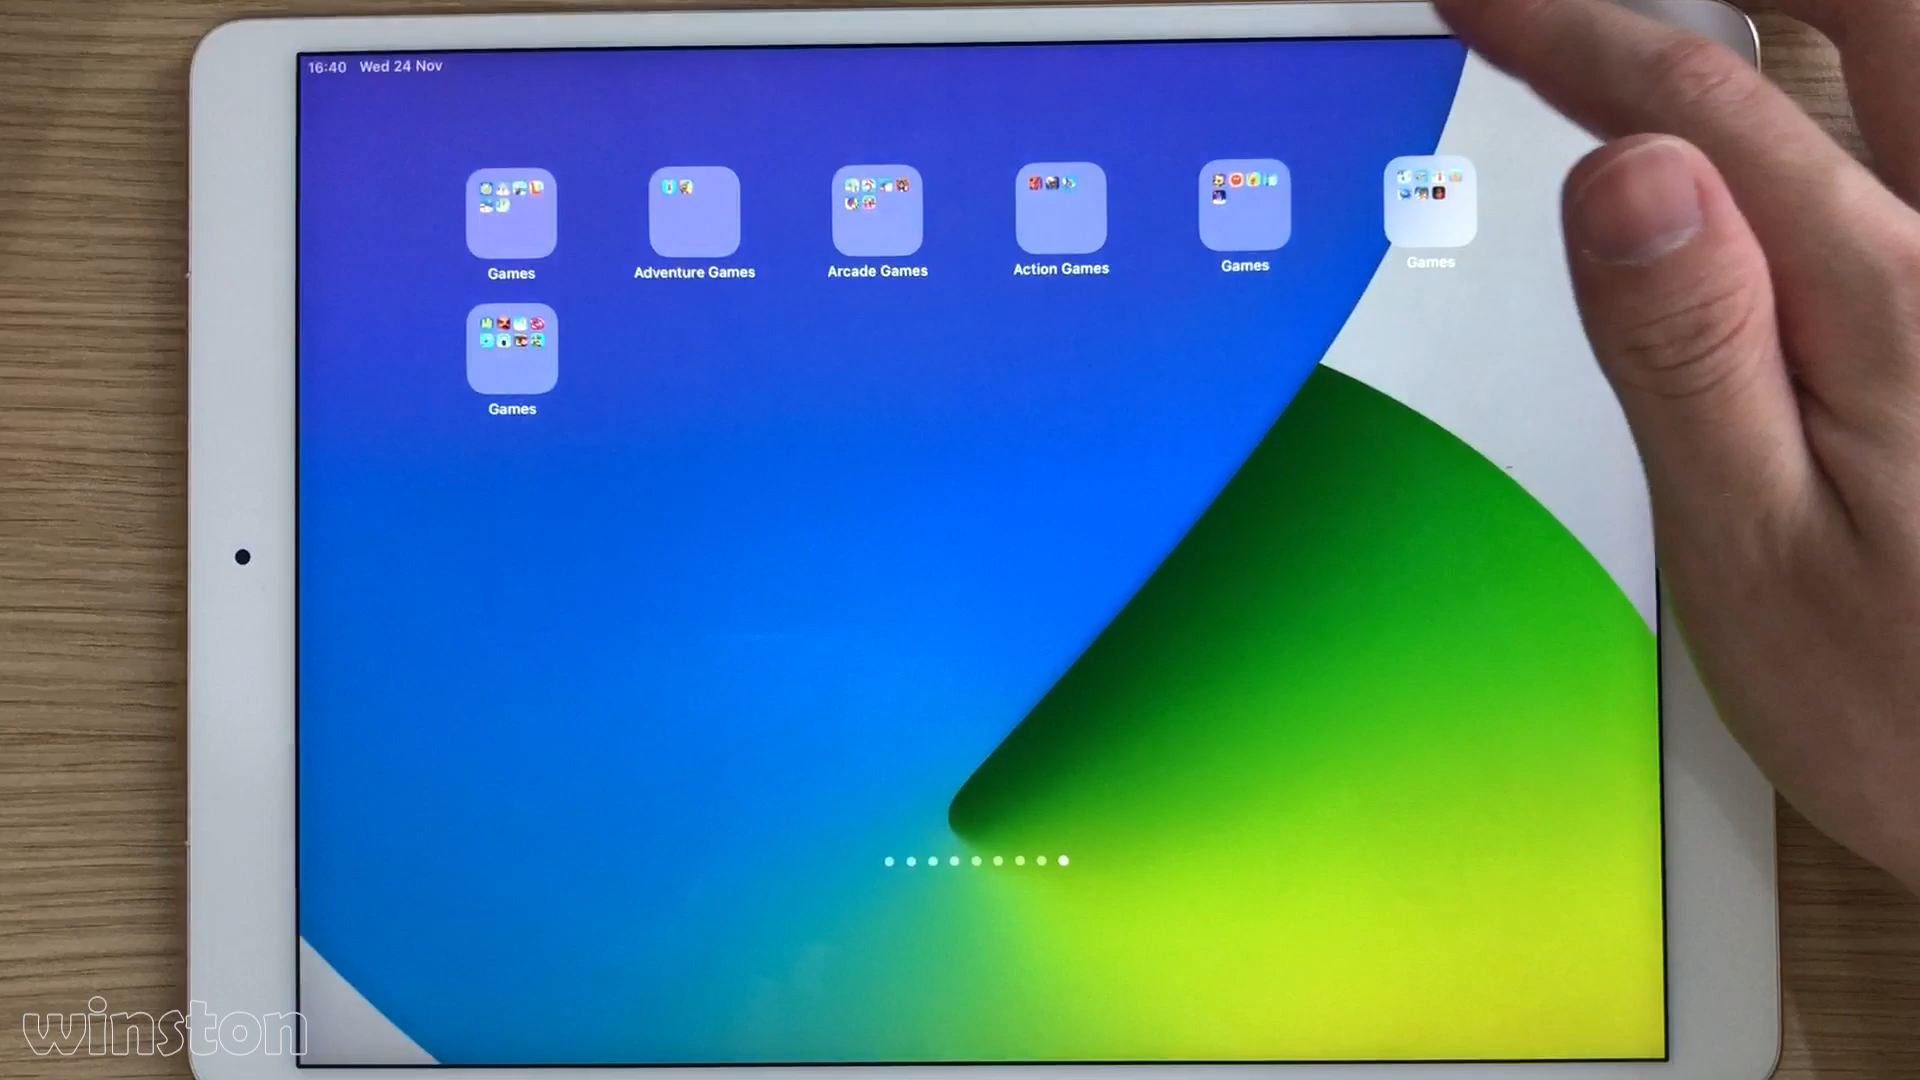 16:40 Wed 24 Nov
Games
Adventure Games
Arcade Games
Action Games
Games
Games
Games
winston